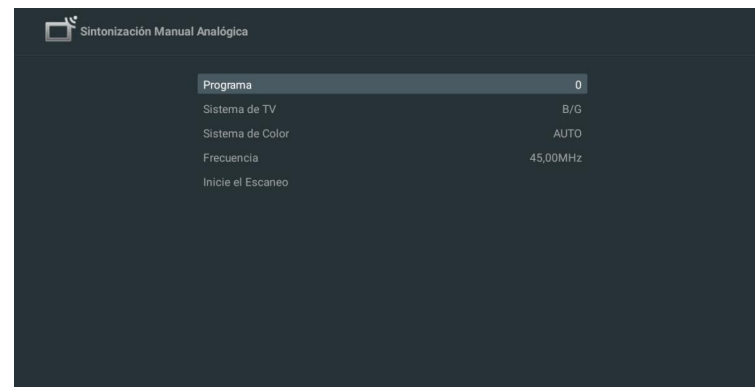 Sintonización Manual Analógica
Programa 0
Sistema de TV B/G
Sistema de Color AUTO
Frecuencia 45,00MHz
Inicie el Escaneo